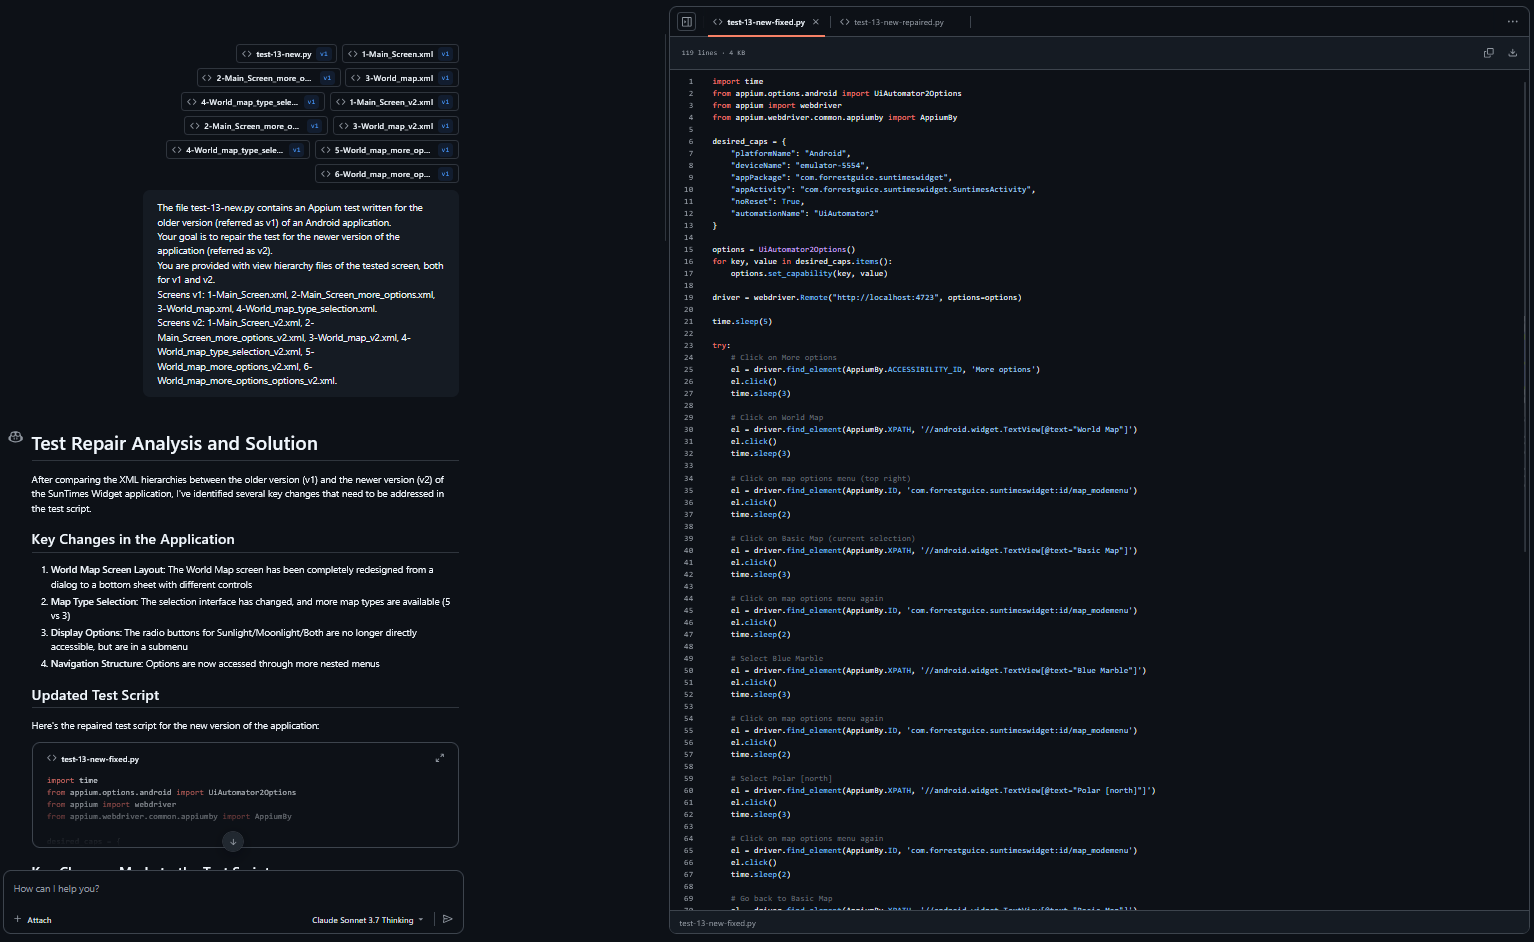 test-13-new.py v1
1-Main_Screen.xml v1
2-Main_Screen_more_o... v1
3-World_map.xml v1
4-World_map_type_sele... v1
1-Main_Screen_v2.xml v1
2-Main_Screen_more_o... v1
3-World_map_v2.xml v1
4-World_map_type_sele... v1
5-World_map_more_op... v1
6-World_map_more_op... v1
The file test-13-new.py contains an Appium test written for the
older version (referred as v1) of an Android application.
Your goal is to repair the test for the newer version of the
application (referred as v2).
You are provided with view hierarchy files of the tested screen, both
for v1 and v2.
Screens v1: 1-Main_Screen.xml, 2-Main_Screen_more_options.xml,
3-World_map.xml, 4-World_map_type_selection.xml.
Screens v2: 1-Main_Screen_v2.xml, 2-
Main_Screen_more_options_v2.xml, 3-World_map_v2.xml, 4-
World_map_type_selection_v2.xml, 5-
World_map_more_options_v2.xml, 6-
World_map_more_options_options_v2.xml.
Test Repair Analysis and Solution
After comparing the XML hierarchies between the older version (v1) and the newer version (v2) of
the SunTimes Widget application, I've identified several key changes that need to be addressed in
the test script.
Key Changes in the Application
1. World Map Screen Layout: The World Map screen has been completely redesigned from a
dialog to a bottom sheet with different controls
2. Map Type Selection: The selection interface has changed, and more map types are available (5
vs 3)
3. Display Options: The radio buttons for Sunlight/Moonlight/Both are no longer directly
accessible, but are in a submenu
4. Navigation Structure: Options are now accessed through more nested menus
Updated Test Script
Here's the repaired test script for the new version of the application:
test-13-new-fixed.py
import time
from appium.options.android import UiAutomator2Options
from appium import webdriver
from appium.webdriver.common.appiumby import AppiumBy
desired_caps = {
Key Changes Made to the Test Script
How can I help you?
+ Attach
Claude Sonnet 3.7 Thinking
test-13-new-fixed.py ×
test-13-new-repaired.py
119 lines · 4 KB
1 import time
2 from appium.options.android import UiAutomator2Options
3 from appium import webdriver
4 from appium.webdriver.common.appiumby import AppiumBy
5
6 desired_caps = {
7 "platformName": "Android",
8 "deviceName": "emulator-5554",
9 "appPackage": "com.forrestguice.suntimeswidget",
10 "appActivity": "com.forrestguice.suntimeswidget.SuntimesActivity",
11 "noReset": True,
12 "automationName": "UiAutomator2"
13 }
14
15 options = UiAutomator2Options()
16 for key, value in desired_caps.items():
17 options.set_capability(key, value)
18
19 driver = webdriver.Remote("http://localhost:4723", options=options)
20
21 time.sleep(5)
22
23 try:
24 # Click on More options
25 el = driver.find_element(AppiumBy.ACCESSIBILITY_ID, 'More options')
26 el.click()
27 time.sleep(3)
28
29 # Click on World Map
30 el = driver.find_element(AppiumBy.XPATH, '//android.widget.TextView[@text="World Map"]')
31 el.click()
32 time.sleep(3)
33
34 # Click on map options menu (top right)
35 el = driver.find_element(AppiumBy.ID, 'com.forrestguice.suntimeswidget:id/map_modemenu')
36 el.click()
37 time.sleep(2)
38
39 # Click on Basic Map (current selection)
40 el = driver.find_element(AppiumBy.XPATH, '//android.widget.TextView[@text="Basic Map"]')
41 el.click()
42 time.sleep(3)
43
44 # Click on map options menu again
45 el = driver.find_element(AppiumBy.ID, 'com.forrestguice.suntimeswidget:id/map_modemenu')
46 el.click()
47 time.sleep(2)
48
49 # Select Blue Marble
50 el = driver.find_element(AppiumBy.XPATH, '//android.widget.TextView[@text="Blue Marble"]')
51 el.click()
52 time.sleep(3)
53
54 # Click on map options menu again
55 el = driver.find_element(AppiumBy.ID, 'com.forrestguice.suntimeswidget:id/map_modemenu')
56 el.click()
57 time.sleep(2)
58
59 # Select Polar [north]
60 el = driver.find_element(AppiumBy.XPATH, '//android.widget.TextView[@text="Polar [north]"]')
61 el.click()
62 time.sleep(3)
63
64 # Click on map options menu again
65 el = driver.find_element(AppiumBy.ID, 'com.forrestguice.suntimeswidget:id/map_modemenu')
66 el.click()
67 time.sleep(2)
68
69 # Go back to Basic Map
70 el = driver.find_element(AppiumBy.XPATH, '//android.widget.TextView[@text="Basic Map"]')
test-13-new-fixed.py